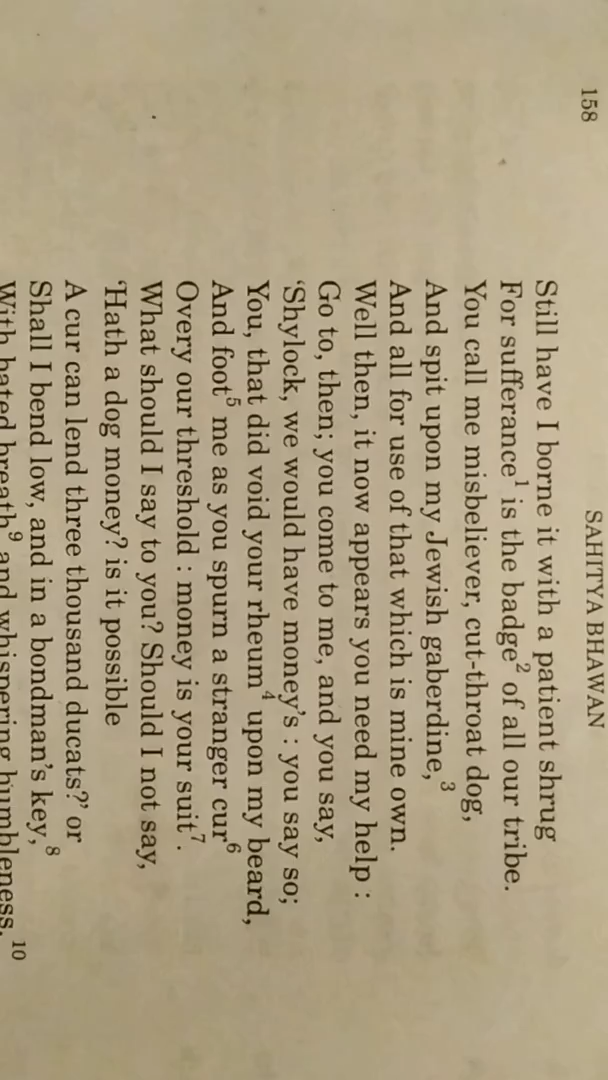 158
SAHITYA BHAWAN
Still have I borne it with a patient shrug
For sufferance¹ is the badge² of all our tribe.
You call me misbeliever, cut-throat dog,
And spit upon my Jewish gaberdine,³
And all for use of that which is mine own.
Well then, it now appears you need my help :
Go to, then; you come to me, and you say,
'Shylock, we would have money's : you say so;
You, that did void your rheum⁴ upon my beard,
And foot⁵ me as you spurn a stranger cur⁶
Overy our threshold : money is your suit⁷.
What should I say to you? Should I not say,
'Hath a dog money? is it possible
A cur can lend three thousand ducats?' or
Shall I bend low, and in a bondman's key,⁸
With bated breath⁹ and whispering humbleness,¹⁰